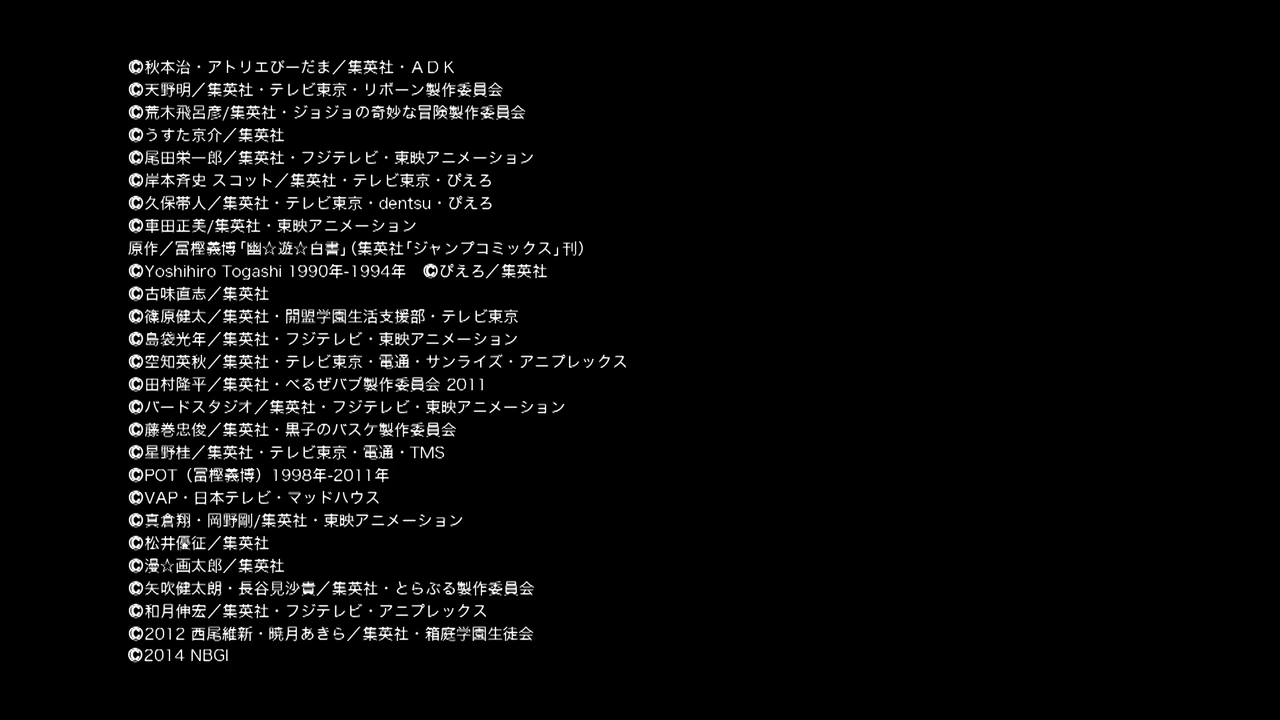 ©秋本治・アトリエびーだま／集英社・ＡＤＫ
©天野明／集英社・テレビ東京・リボーン製作委員会
©荒木飛呂彦/集英社・ジョジョの奇妙な冒険製作委員会
©うすた京介／集英社
©尾田栄一郎／集英社・フジテレビ・東映アニメーション
©岸本斉史 スコット／集英社・テレビ東京・ぴえろ
©久保帯人／集英社・テレビ東京・dentsu・ぴえろ
©車田正美/集英社・東映アニメーション
原作／冨樫義博「幽☆遊☆白書」（集英社「ジャンプコミックス」刊）
©Yoshihiro Togashi 1990年-1994年　©ぴえろ／集英社
©古味直志／集英社
©篠原健太／集英社・開盟学園生活支援部・テレビ東京
©島袋光年／集英社・フジテレビ・東映アニメーション
©空知英秋／集英社・テレビ東京・電通・サンライズ・アニプレックス
©田村隆平／集英社・べるぜバブ製作委員会 2011
©バードスタジオ／集英社・フジテレビ・東映アニメーション
©藤巻忠俊／集英社・黒子のバスケ製作委員会
©星野桂／集英社・テレビ東京・電通・TMS
©POT（冨樫義博）1998年-2011年
©VAP・日本テレビ・マッドハウス
©真倉翔・岡野剛/集英社・東映アニメーション
©松井優征／集英社
©漫☆画太郎／集英社
©矢吹健太朗・長谷見沙貴／集英社・とらぶる製作委員会
©和月伸宏／集英社・フジテレビ・アニプレックス
©2012 西尾維新・暁月あきら／集英社・箱庭学園生徒会
©2014 NBGI